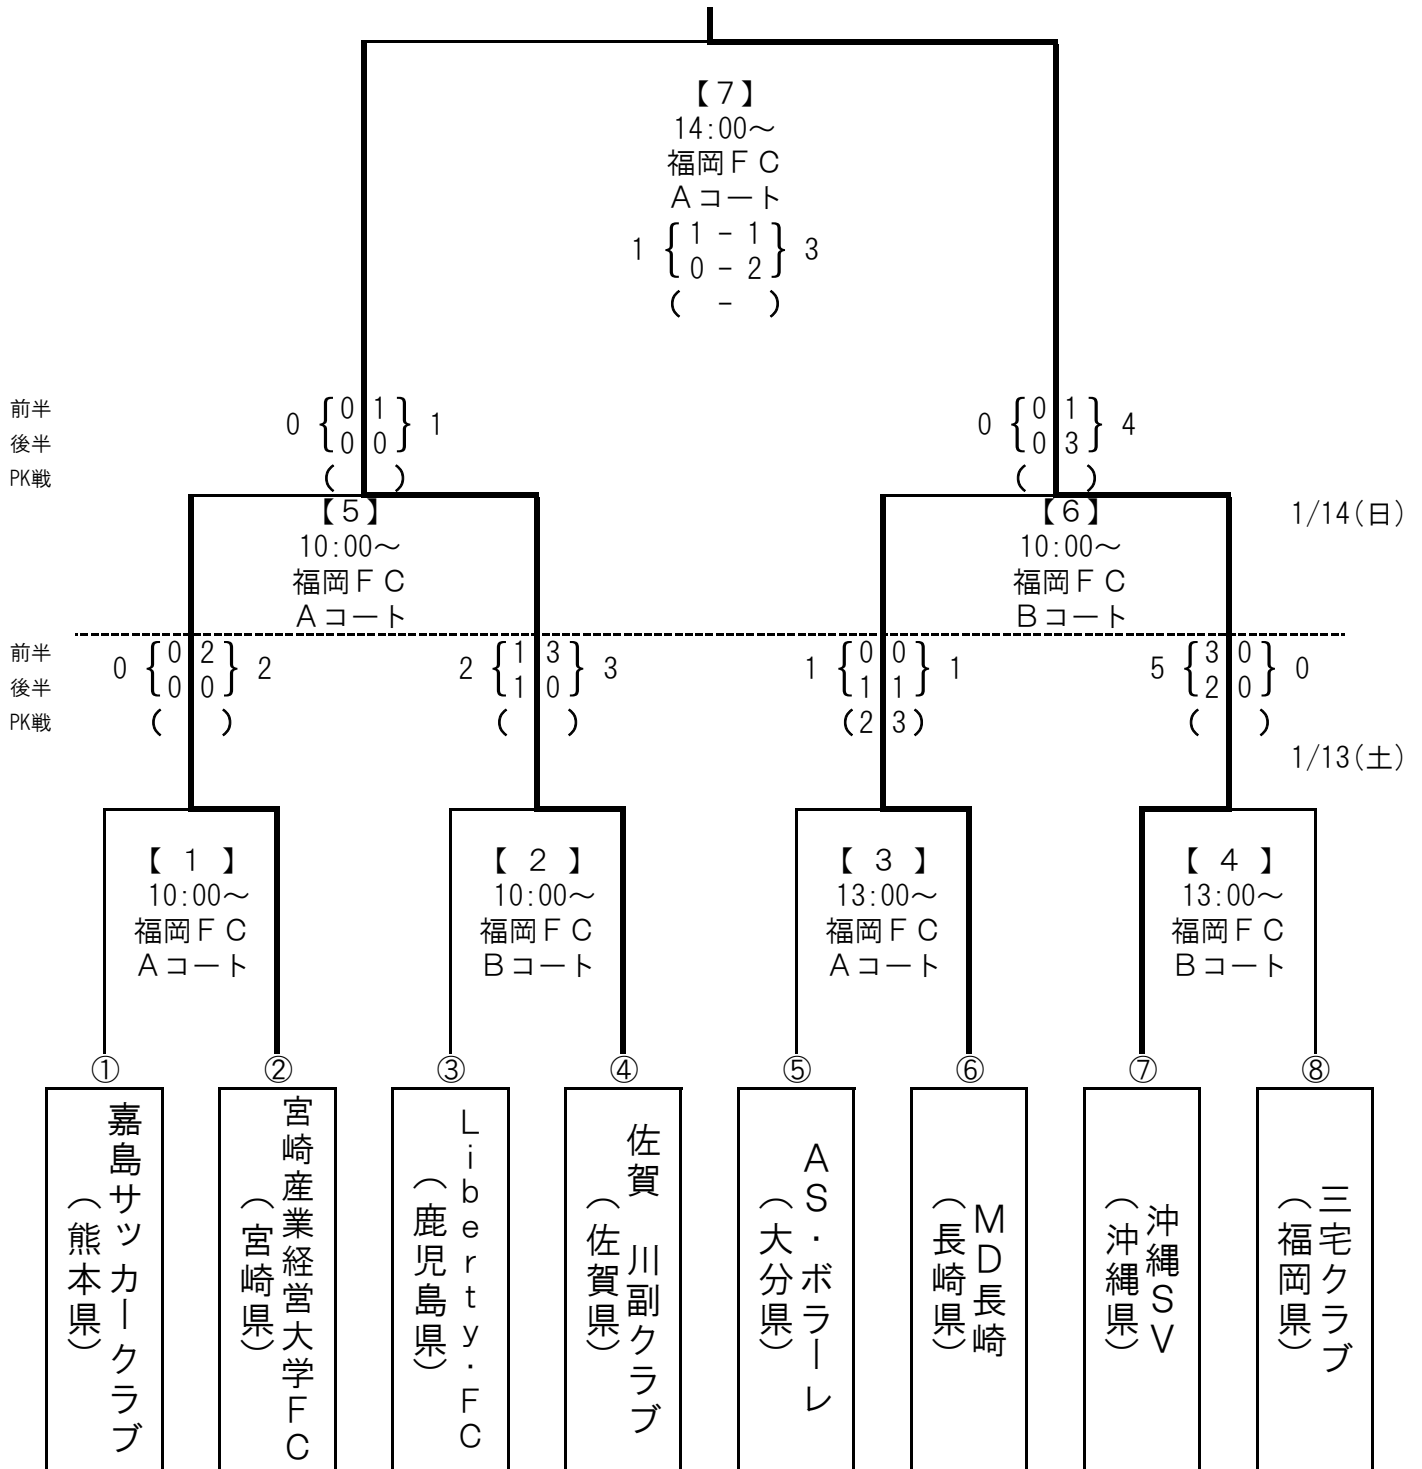 【７】
14:00～
福岡ＦＣ
Ａコート
1 { 1 - 1 } 3
0 - 2
( - )
前半
0 { 0 1 } 1
0 { 0 1 } 4
後半
0 0
0 3
PK戦
( )
( )
【５】
10:00～
福岡ＦＣ
Ａコート
【６】
10:00～
福岡ＦＣ
Ｂコート
1/14(日)
前半
0 { 0 2 } 2
2 { 1 3 } 3
1 { 0 0 } 1
5 { 3 0 } 0
後半
0 0
1 0
1 1
2 0
PK戦
( )
( )
(2 3)
( )
1/13(土)
【 １ 】
10:00～
福岡ＦＣ
Ａコート
【 ２ 】
10:00～
福岡ＦＣ
Ｂコート
【 ３ 】
13:00～
福岡ＦＣ
Ａコート
【 ４ 】
13:00～
福岡ＦＣ
Ｂコート
①
嘉島サッカークラブ
（熊本県）
②
宮崎産業経営大学ＦＣ
（宮崎県）
③
Ｌｉｂｅｒｔｙ・ＦＣ
（鹿児島県）
④
佐賀　川副クラブ
（佐賀県）
⑤
ＡＳ・ボラーレ
（大分県）
⑥
ＭＤ長崎
（長崎県）
⑦
沖縄ＳＶ
（沖縄県）
⑧
三宅クラブ
（福岡県）